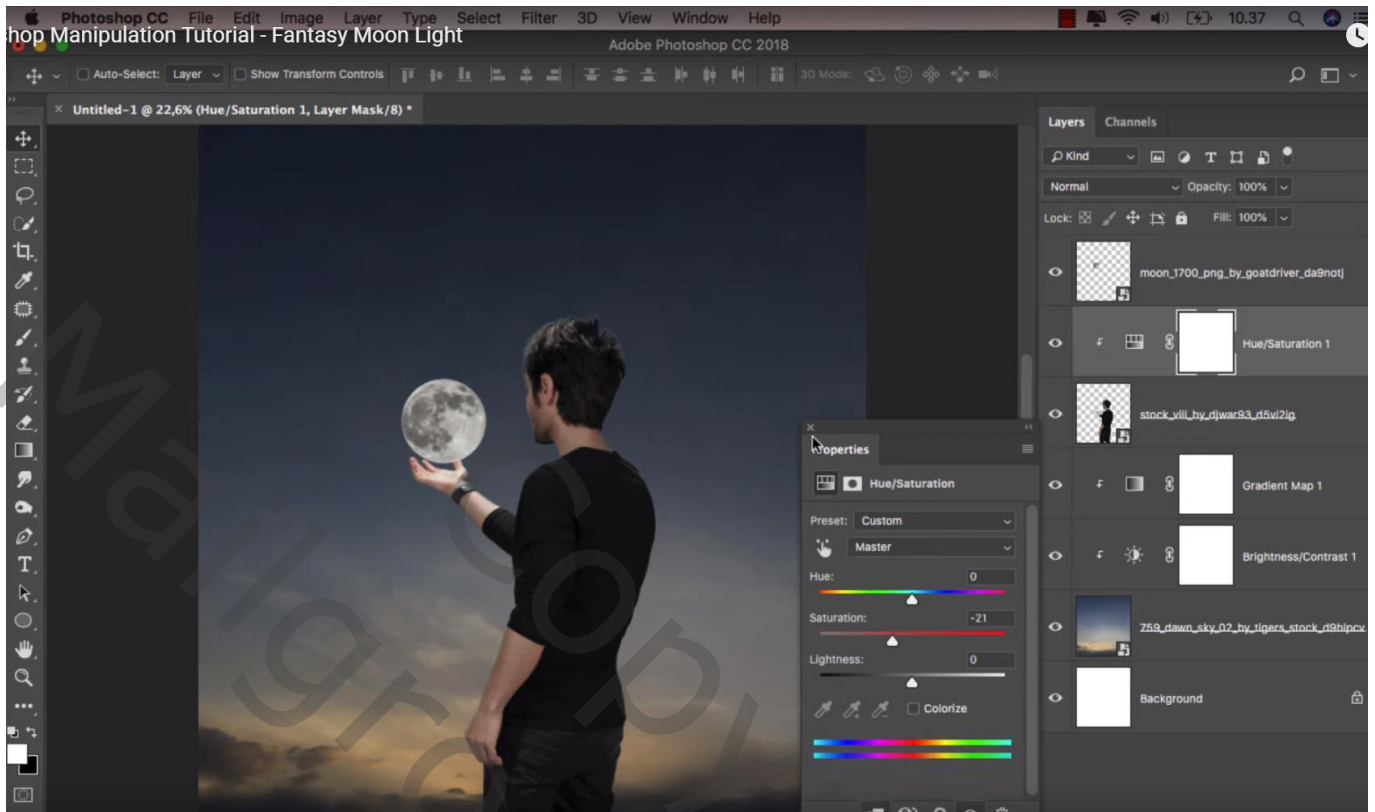 Photoshop CC File Edit Image Layer Type Select Filter 3D View Window Help 10.37
hop Manipulation Tutorial - Fantasy Moon Light
Adobe Photoshop CC 2018
Auto-Select: Layer Show Transform Controls 3D Mode:
Untitled-1 @ 22,6% (Hue/Saturation 1, Layer Mask/8) *
Layers Channels
Kind
Normal Opacity: 100%
Lock: Fill: 100%
moon_1700_png_by_goatdriver_da9notj
Hue/Saturation 1
stock_viii_by_djwar93_d5vi2ig
Gradient Map 1
Brightness/Contrast 1
759_dawn_sky_02_by_tigers_stock_d9hlpcv
Background
Properties
Hue/Saturation
Preset: Custom
Master
Hue: 0
Saturation: -21
Lightness: 0
Colorize
Copy